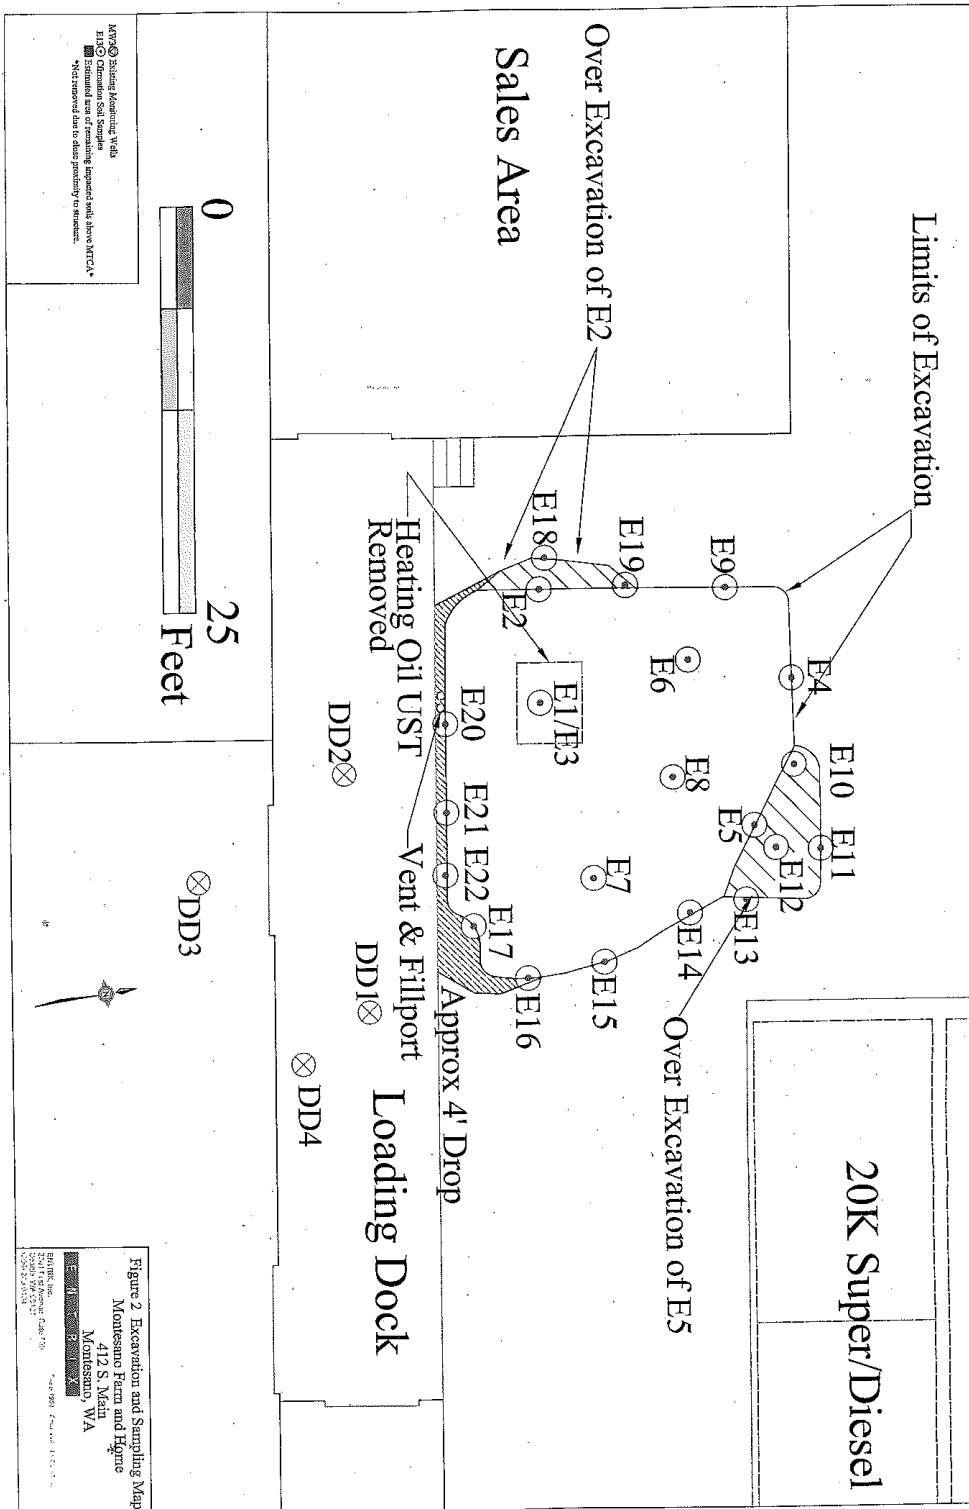 Limits of Excavation
Over Excavation of E2
Sales Area
20K Super/Diesel
Over Excavation of E5
E4
E10
E11
E12
E13
E5
E14
E9
E6
E8
E7
E15
E19
E18
E2
E1/E3
E16
E17
E20
E21
E22
Heating Oil UST
Removed
Vent & Fillport
Approx 4' Drop
Loading Dock
DD2
DD1
DD3
DD4
N
0
25
Feet
MW3 Existing Monitoring Wells
E13 Cfirmation Soil Samples
Estimated area of remaining impacted soils above MTCA*
*Not removed due to close proximity to structure.
Figure 2 Excavation and Sampling Map
Montesano Farm and Home
412 S. Main
Montesano, WA